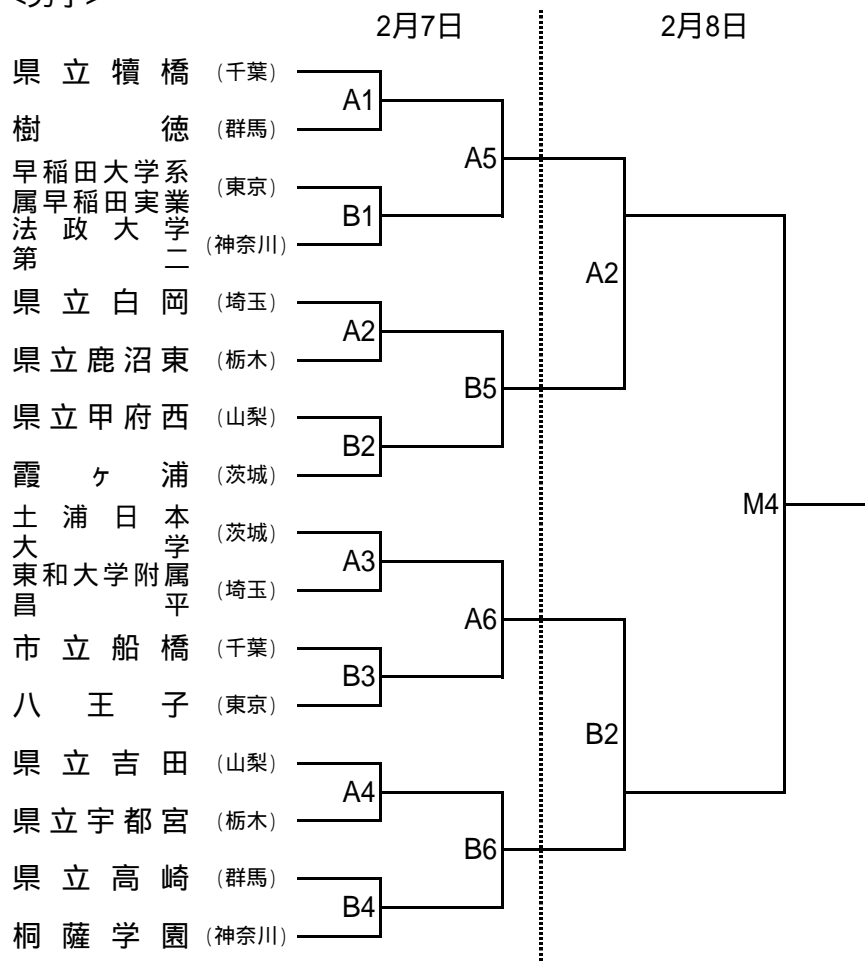 2月7日 2月8日
県立犢橋 (千葉)
A1
樹徳 (群馬)
A5
早稲田大学系
属早稲田実業
(東京)
B1
法政大学
第二
(神奈川)
A2
県立白岡 (埼玉)
A2
県立鹿沼東 (栃木)
B5
県立甲府西 (山梨)
B2
霞ヶ浦 (茨城)
M4
土浦日本
大学
(茨城)
A3
東和大学附属
昌平
(埼玉)
A6
市立船橋 (千葉)
B3
八王子 (東京)
B2
県立吉田 (山梨)
A4
県立宇都宮 (栃木)
B6
県立高崎 (群馬)
B4
桐薩学園 (神奈川)